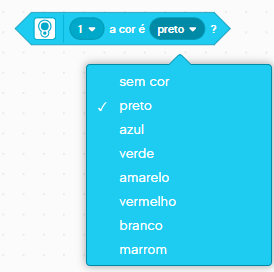 1 a cor é preto ?
sem cor
preto
azul
verde
amarelo
vermelho
branco
marrom